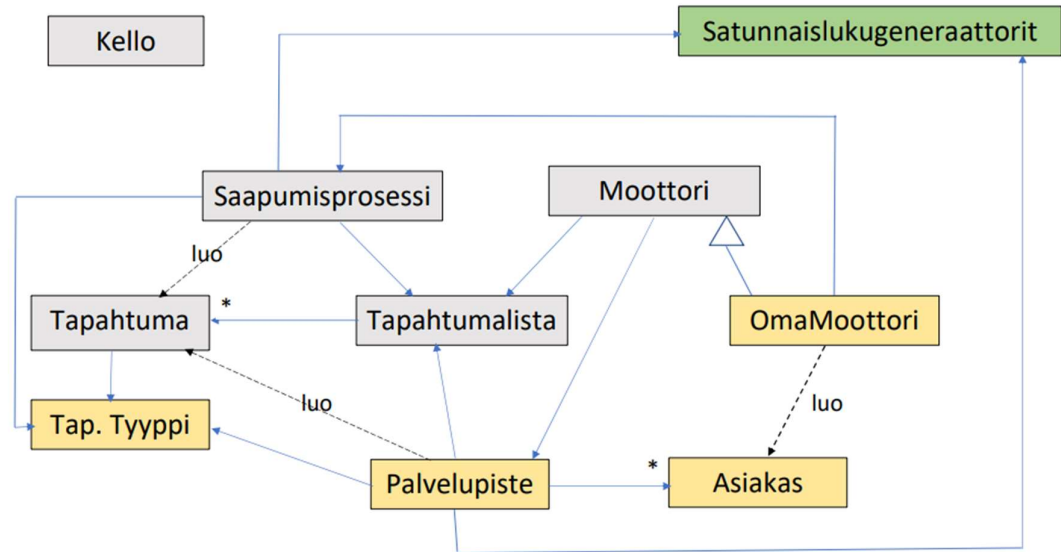 Kello
Satunnaislukugeneraattorit
Saapumisprosessi
Moottori
luo
Tapahtuma
*
Tapahtumalista
OmaMoottori
Tap. Tyyppi
luo
luo
Palvelupiste
*
Asiakas